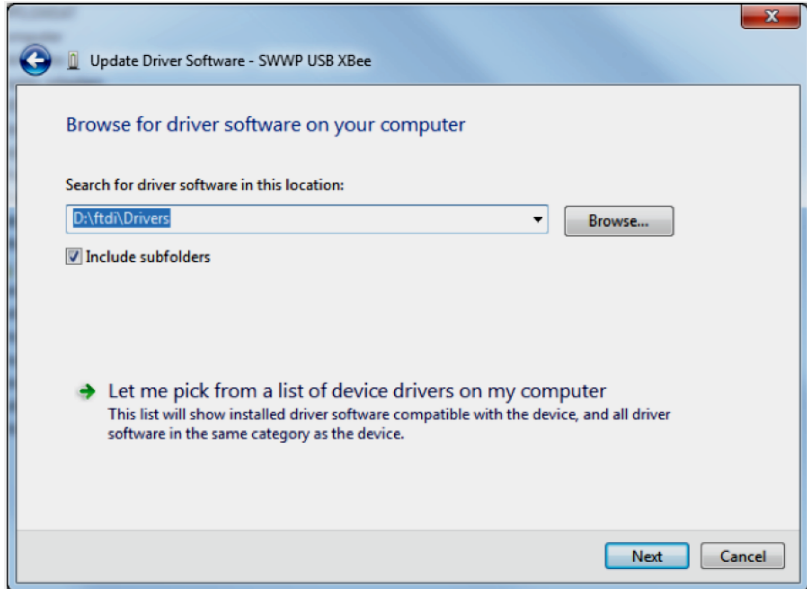 Update Driver Software - SWWP USB XBee
Browse for driver software on your computer
Search for driver software in this location:
D:\ftdi\Drivers
Browse...
Include subfolders
Let me pick from a list of device drivers on my computer
This list will show installed driver software compatible with the device, and all driver
software in the same category as the device.
Next
Cancel